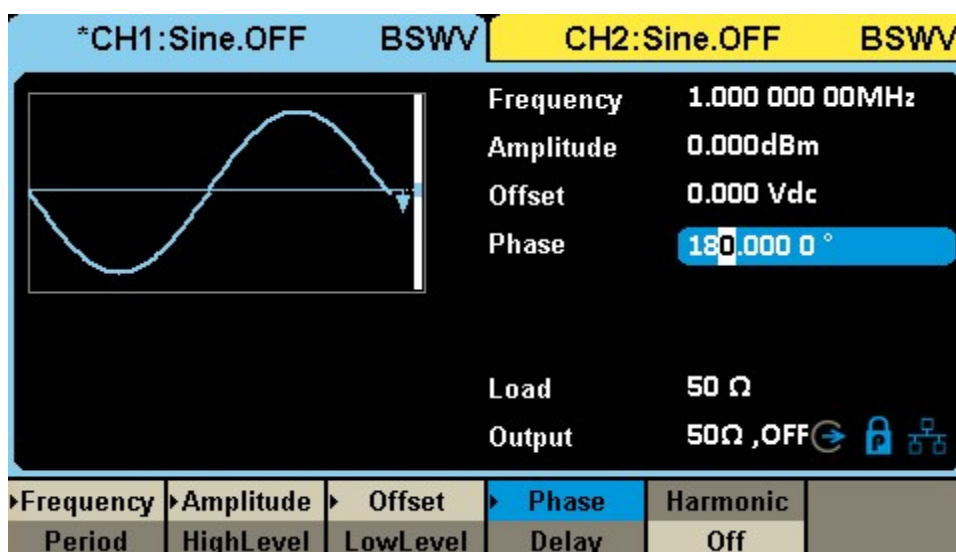 *CH1:Sine.OFF BSWV CH2:Sine.OFF BSWV
Frequency 1.000 000 00MHz
Amplitude 0.000dBm
Offset 0.000 Vdc
Phase 180.000 0 °
Load 50 Ω
Output 50Ω ,OFF P
Frequency Amplitude Offset Phase Harmonic
Period HighLevel LowLevel Delay Off